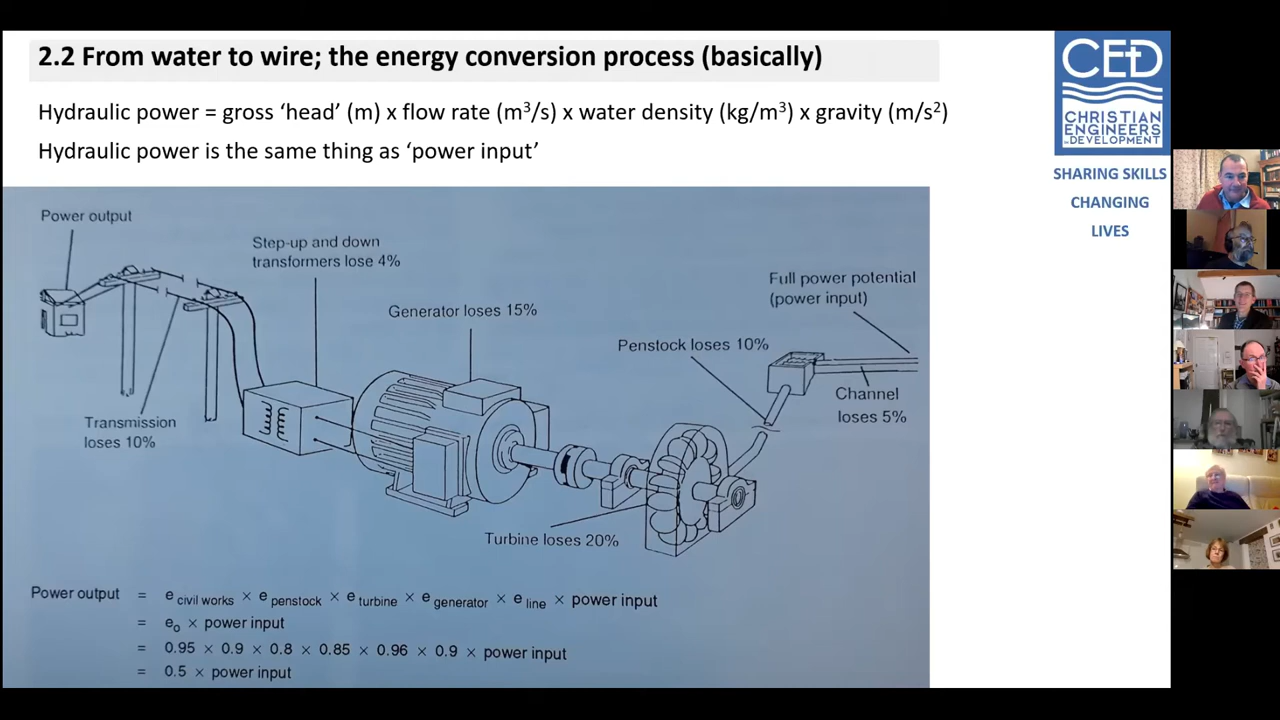 2.2 From water to wire; the energy conversion process (basically)
Hydraulic power = gross ‘head’ (m) x flow rate (m³/s) x water density (kg/m³) x gravity (m/s²)
Hydraulic power is the same thing as ‘power input’
CED
CHRISTIAN
ENGINEERS
IN DEVELOPMENT
SHARING SKILLS
CHANGING
LIVES
Power output
Step-up and down
transformers lose 4%
Generator loses 15%
Full power potential
(power input)
Penstock loses 10%
Channel
loses 5%
Transmission
loses 10%
Turbine loses 20%
Power output = e civil works × e penstock × e turbine × e generator × e line × power input
= eo × power input
= 0.95 × 0.9 × 0.8 × 0.85 × 0.96 × 0.9 × power input
= 0.5 × power input